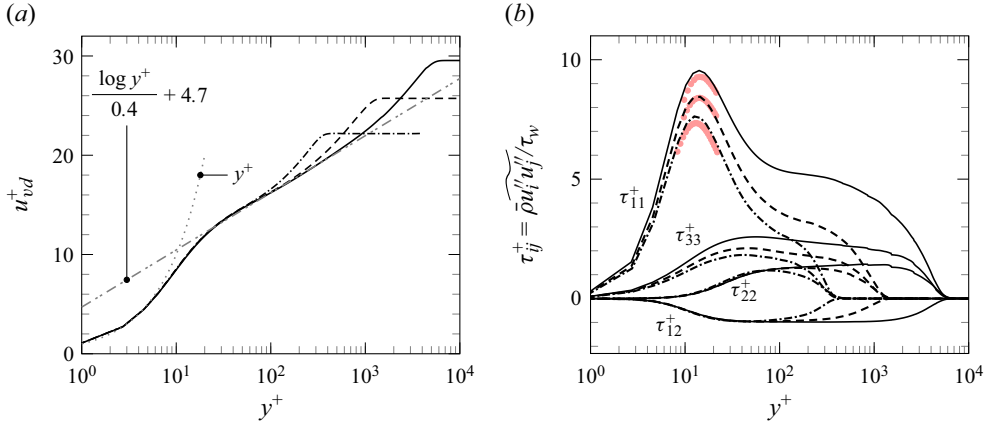 (a)
30
20
10
0
u⁺_vd
log y⁺
0.4
+ 4.7
y⁺
10⁰ 10¹ 10² 10³ 10⁴
y⁺
(b)
10
5
0
τ⁺_ij = ρ̄u″_i u″_j/τ_w
τ⁺_11
τ⁺_33
τ⁺_22
τ⁺_12
10⁰ 10¹ 10² 10³ 10⁴
y⁺